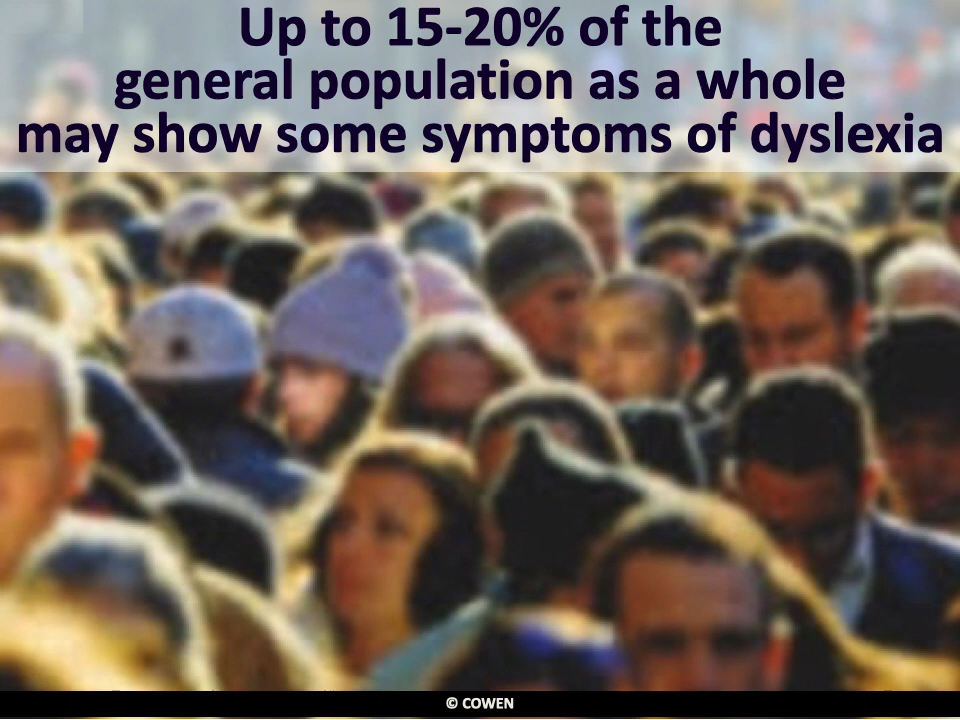 Up to 15-20% of the
general population as a whole
may show some symptoms of dyslexia
© COWEN